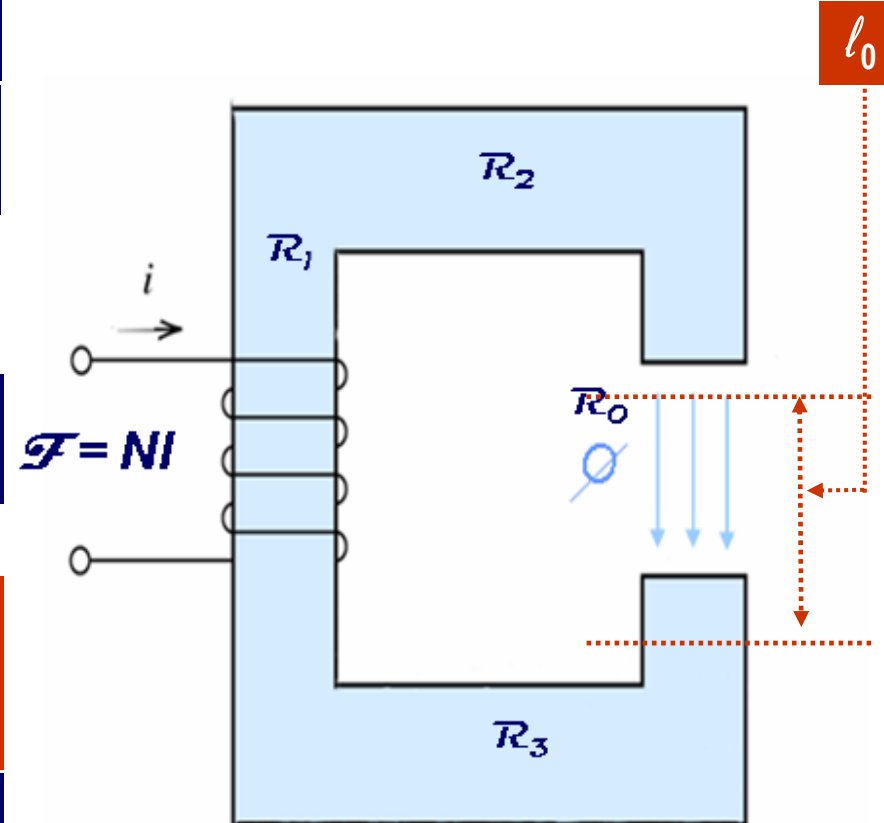 ℓ₀
ℛ₂
ℛ₁
i
ℛ₀
ℱ = NI
Ø
ℛ₃